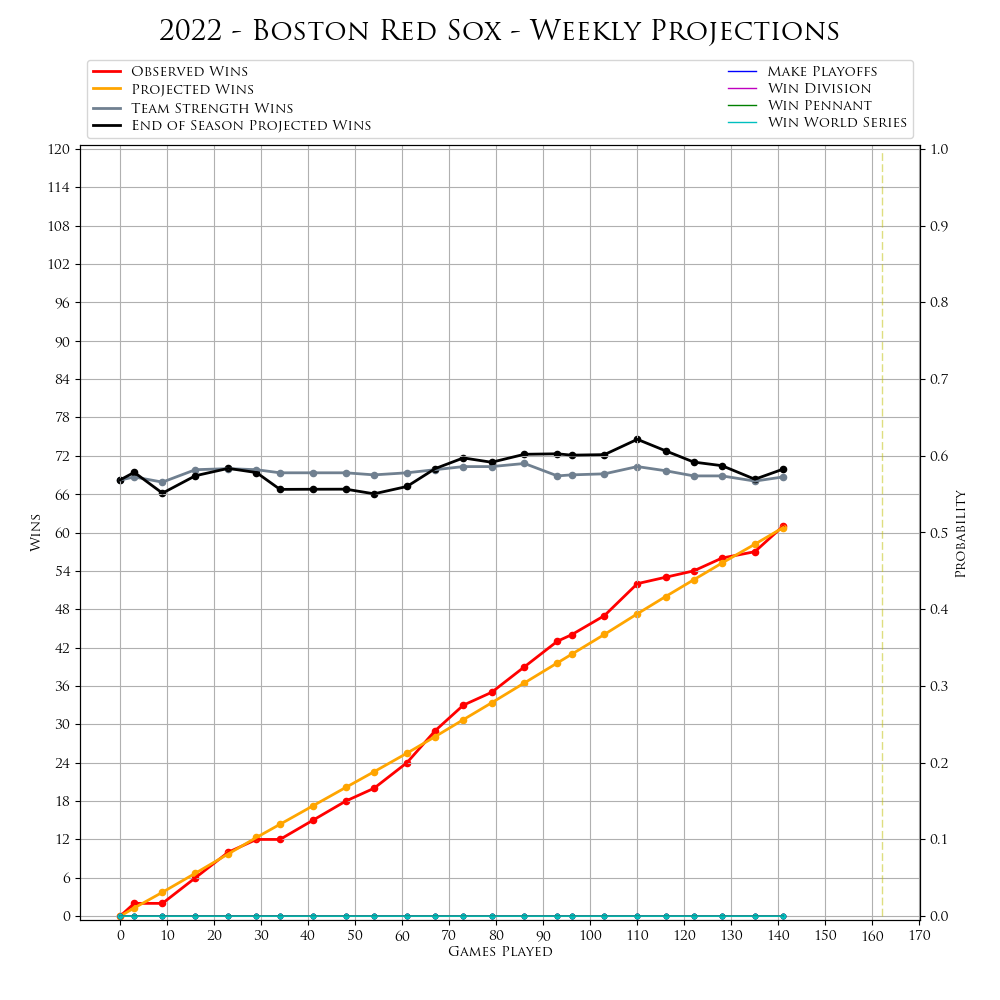 2022 - Boston Red Sox - Weekly Projections
Observed Wins
Projected Wins
Team Strength Wins
End of Season Projected Wins
Make Playoffs
Win Division
Win Pennant
Win World Series
120
114
108
102
96
90
84
78
72
66
60
54
48
42
36
30
24
18
12
6
0
Wins
1.0
0.9
0.8
0.7
0.6
0.5
0.4
0.3
0.2
0.1
0.0
Probability
0 10 20 30 40 50 60 70 80 90 100 110 120 130 140 150 160 170
Games Played